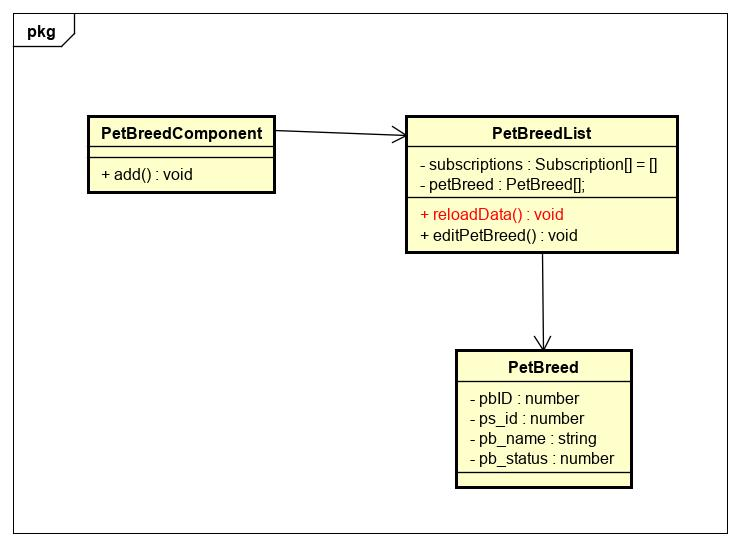 pkg
PetBreedComponent
+ add() : void
PetBreedList
- subscriptions : Subscription[] = []
- petBreed : PetBreed[];
+ reloadData() : void
+ editPetBreed() : void
PetBreed
- pbID : number
- ps_id : number
- pb_name : string
- pb_status : number